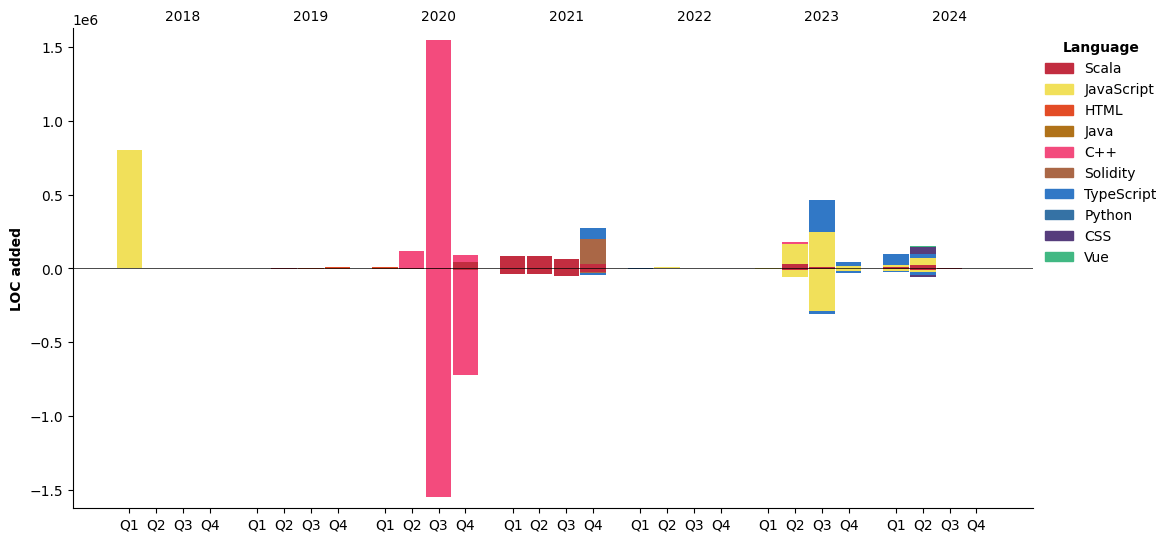 1e6
2018 2019 2020 2021 2022 2023 2024
LOC added
1.5
1.0
0.5
0.0
−0.5
−1.0
−1.5
Q1 Q2 Q3 Q4 Q1 Q2 Q3 Q4 Q1 Q2 Q3 Q4 Q1 Q2 Q3 Q4 Q1 Q2 Q3 Q4 Q1 Q2 Q3 Q4 Q1 Q2 Q3 Q4
Language
Scala
JavaScript
HTML
Java
C++
Solidity
TypeScript
Python
CSS
Vue